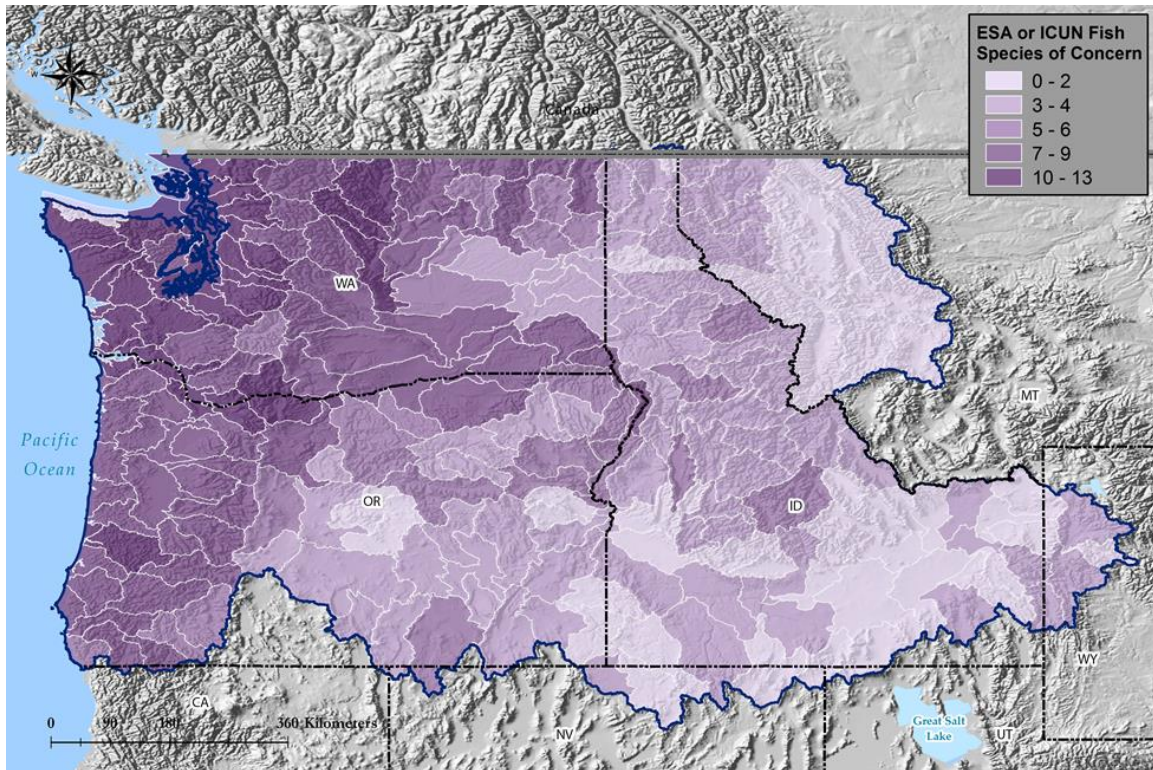 ESA or ICUN Fish
Species of Concern
0 - 2
3 - 4
5 - 6
7 - 9
10 - 13
Canada
WA
MT
Pacific
Ocean
OR
ID
WY
CA
0 90 180 360 Kilometers
NV
Great Salt
Lake
UT